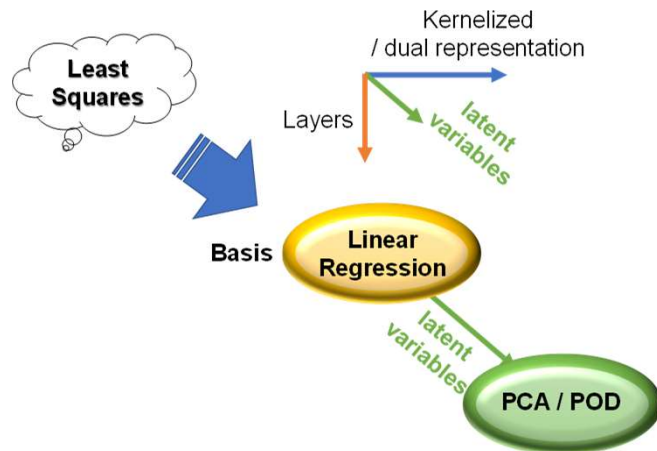 Kernelized
/ dual representation
Least
Squares
Layers
latent
variables
Basis
Linear
Regression
latent
variables
PCA / POD